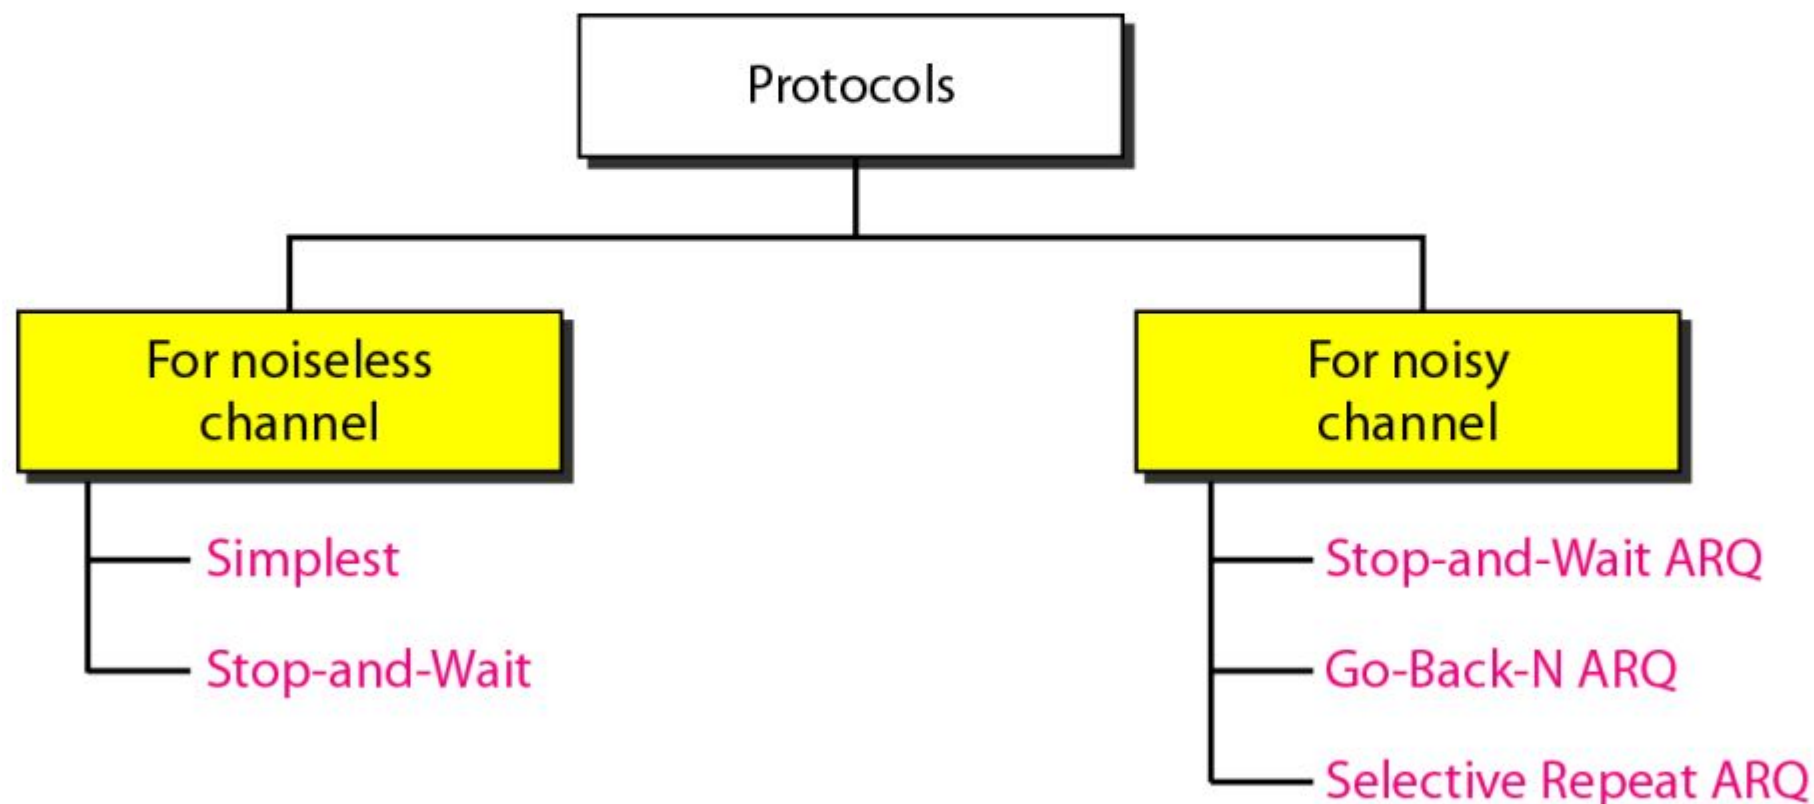 Protocols
For noiseless
channel
For noisy
channel
Simplest
Stop-and-Wait
Stop-and-Wait ARQ
Go-Back-N ARQ
Selective Repeat ARQ